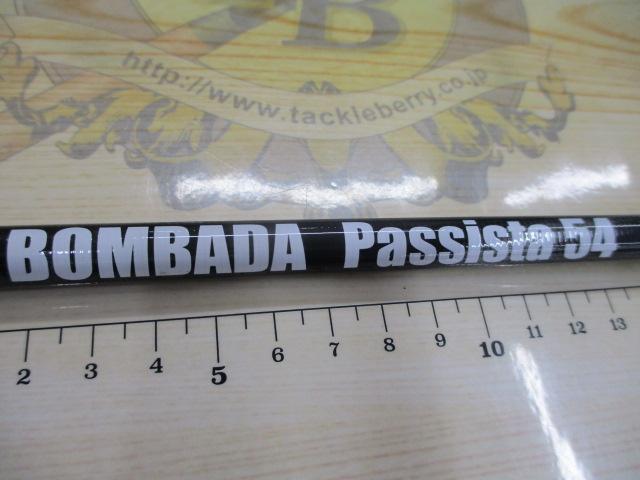 B
http://www.tackleberry.co.jp
BOMBADA Passista 54
2 3 4 5 6 7 8 9 10 11 12 13